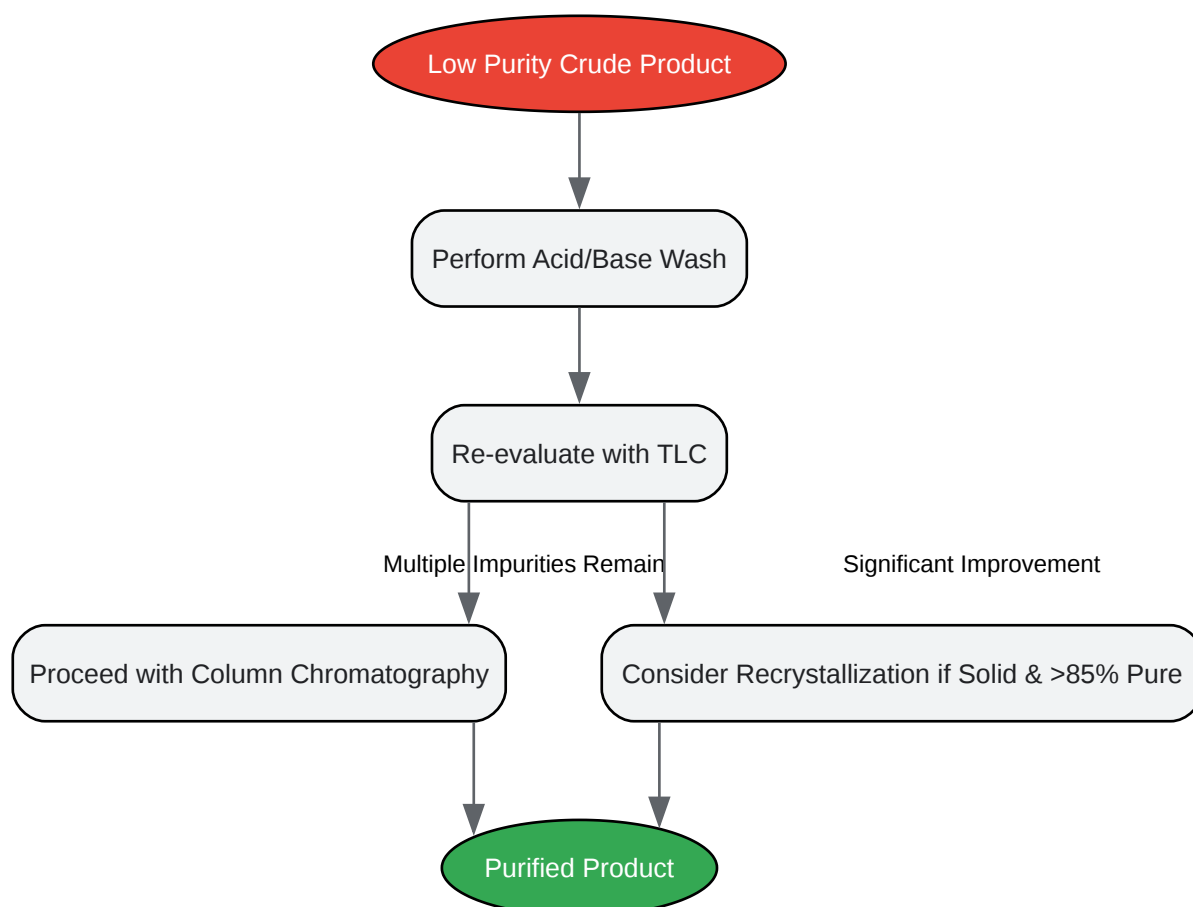 Low Purity Crude Product
Perform Acid/Base Wash
Re-evaluate with TLC
Multiple Impurities Remain
Significant Improvement
Proceed with Column Chromatography
Consider Recrystallization if Solid & >85% Pure
Purified Product